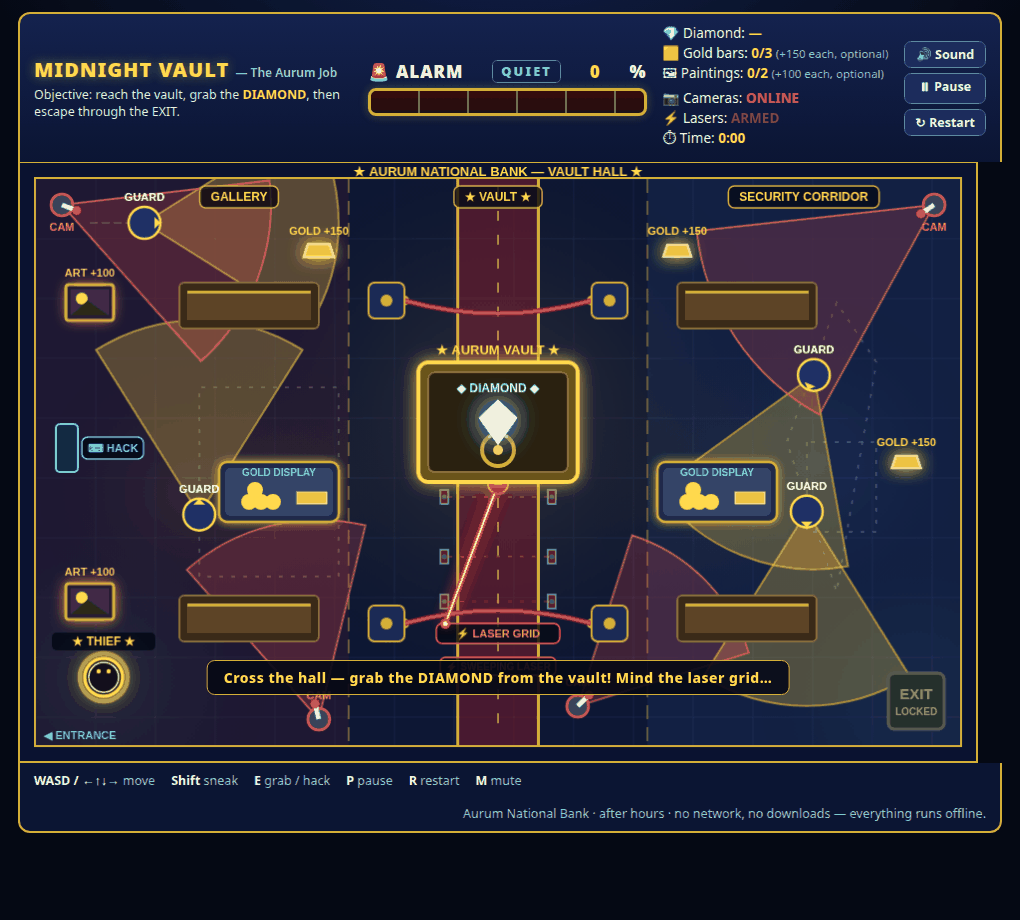 MIDNIGHT VAULT — The Aurum Job
Objective: reach the vault, grab the DIAMOND, then
escape through the EXIT.
🚨 ALARM QUIET 0 %
💎 Diamond: —
🟨 Gold bars: 0/3 (+150 each, optional)
🖼 Paintings: 0/2 (+100 each, optional)
📷 Cameras: ONLINE
⚡ Lasers: ARMED
⏱ Time: 0:00
🔊 Sound
⏸ Pause
↻ Restart
★ AURUM NATIONAL BANK — VAULT HALL ★
GUARD
GALLERY
★ VAULT ★
SECURITY CORRIDOR
CAM
CAM
GOLD +150
GOLD +150
ART +100
★ AURUM VAULT ★
GUARD
◆ DIAMOND ◆
⌨ HACK
GOLD +150
GOLD DISPLAY
GOLD DISPLAY
GUARD
GUARD
ART +100
⚡ LASER GRID
★ THIEF ★
⚡ SWEEPING LASER
Cross the hall — grab the DIAMOND from the vault! Mind the laser grid...
CAM
EXIT
LOCKED
◀ ENTRANCE
WASD / ←↑↓→ move Shift sneak E grab / hack P pause R restart M mute
Aurum National Bank · after hours · no network, no downloads — everything runs offline.